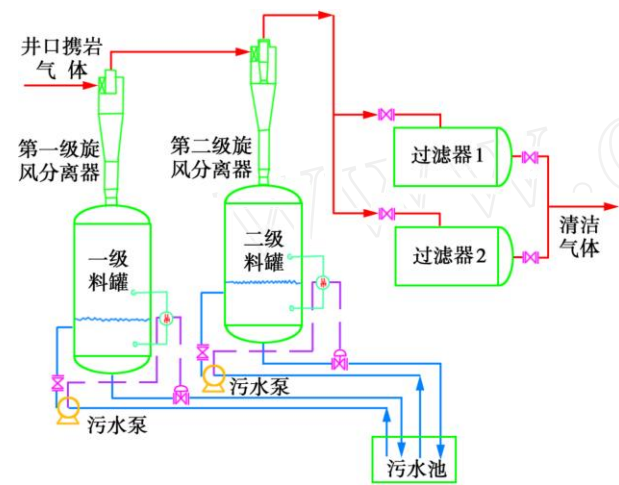 井口携岩
气 体
第一级旋
风分离器
第二级旋
风分离器
过滤器1
过滤器2
清洁
气体
一级
料罐
二级
料罐
污水泵
污水泵
污水池